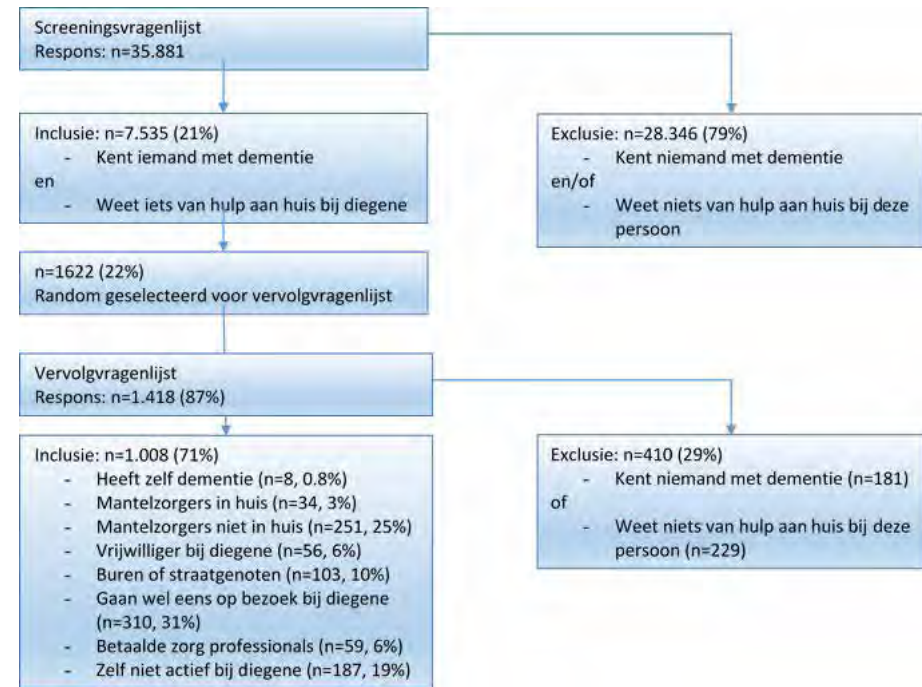 Screeningsvragenlijst
Respons: n=35.881
Inclusie: n=7.535 (21%)
- Kent iemand met dementie
en
- Weet iets van hulp aan huis bij diegene
Exclusie: n=28.346 (79%)
- Kent niemand met dementie
en/of
- Weet niets van hulp aan huis bij deze
persoon
n=1622 (22%)
Random geselecteerd voor vervolgvragenlijst
Vervolgvragenlijst
Respons: n=1.418 (87%)
Inclusie: n=1.008 (71%)
- Heeft zelf dementie (n=8, 0.8%)
- Mantelzorgers in huis (n=34, 3%)
- Mantelzorgers niet in huis (n=251, 25%)
- Vrijwilliger bij diegene (n=56, 6%)
- Buren of straatgenoten (n=103, 10%)
- Gaan wel eens op bezoek bij diegene
(n=310, 31%)
- Betaalde zorg professionals (n=59, 6%)
- Zelf niet actief bij diegene (n=187, 19%)
Exclusie: n=410 (29%)
- Kent niemand met dementie (n=181)
of
- Weet niets van hulp aan huis bij deze
persoon (n=229)